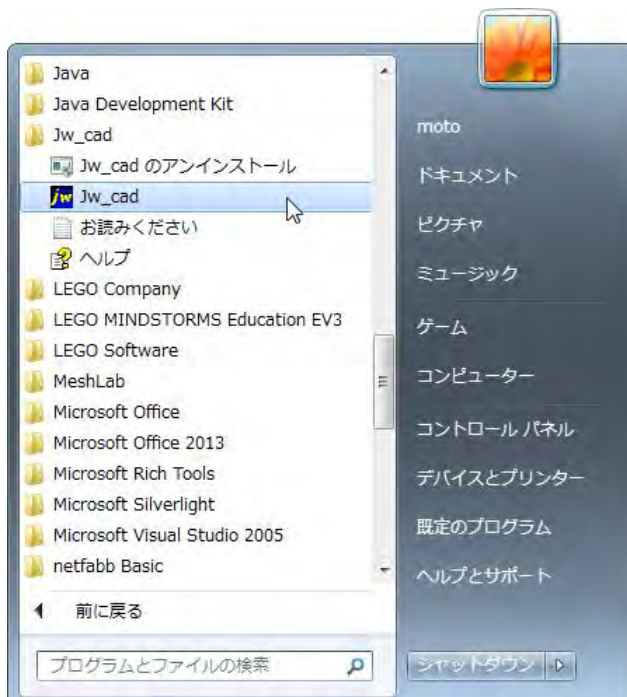 Java
Java Development Kit
Jw_cad
Jw_cad のアンインストール
jw Jw_cad
お読みください
ヘルプ
LEGO Company
LEGO MINDSTORMS Education EV3
LEGO Software
MeshLab
Microsoft Office
Microsoft Office 2013
Microsoft Rich Tools
Microsoft Silverlight
Microsoft Visual Studio 2005
netfabb Basic
前に戻る
プログラムとファイルの検索
moto
ドキュメント
ピクチャ
ミュージック
ゲーム
コンピューター
コントロール パネル
デバイスとプリンター
既定のプログラム
ヘルプとサポート
シャットダウン